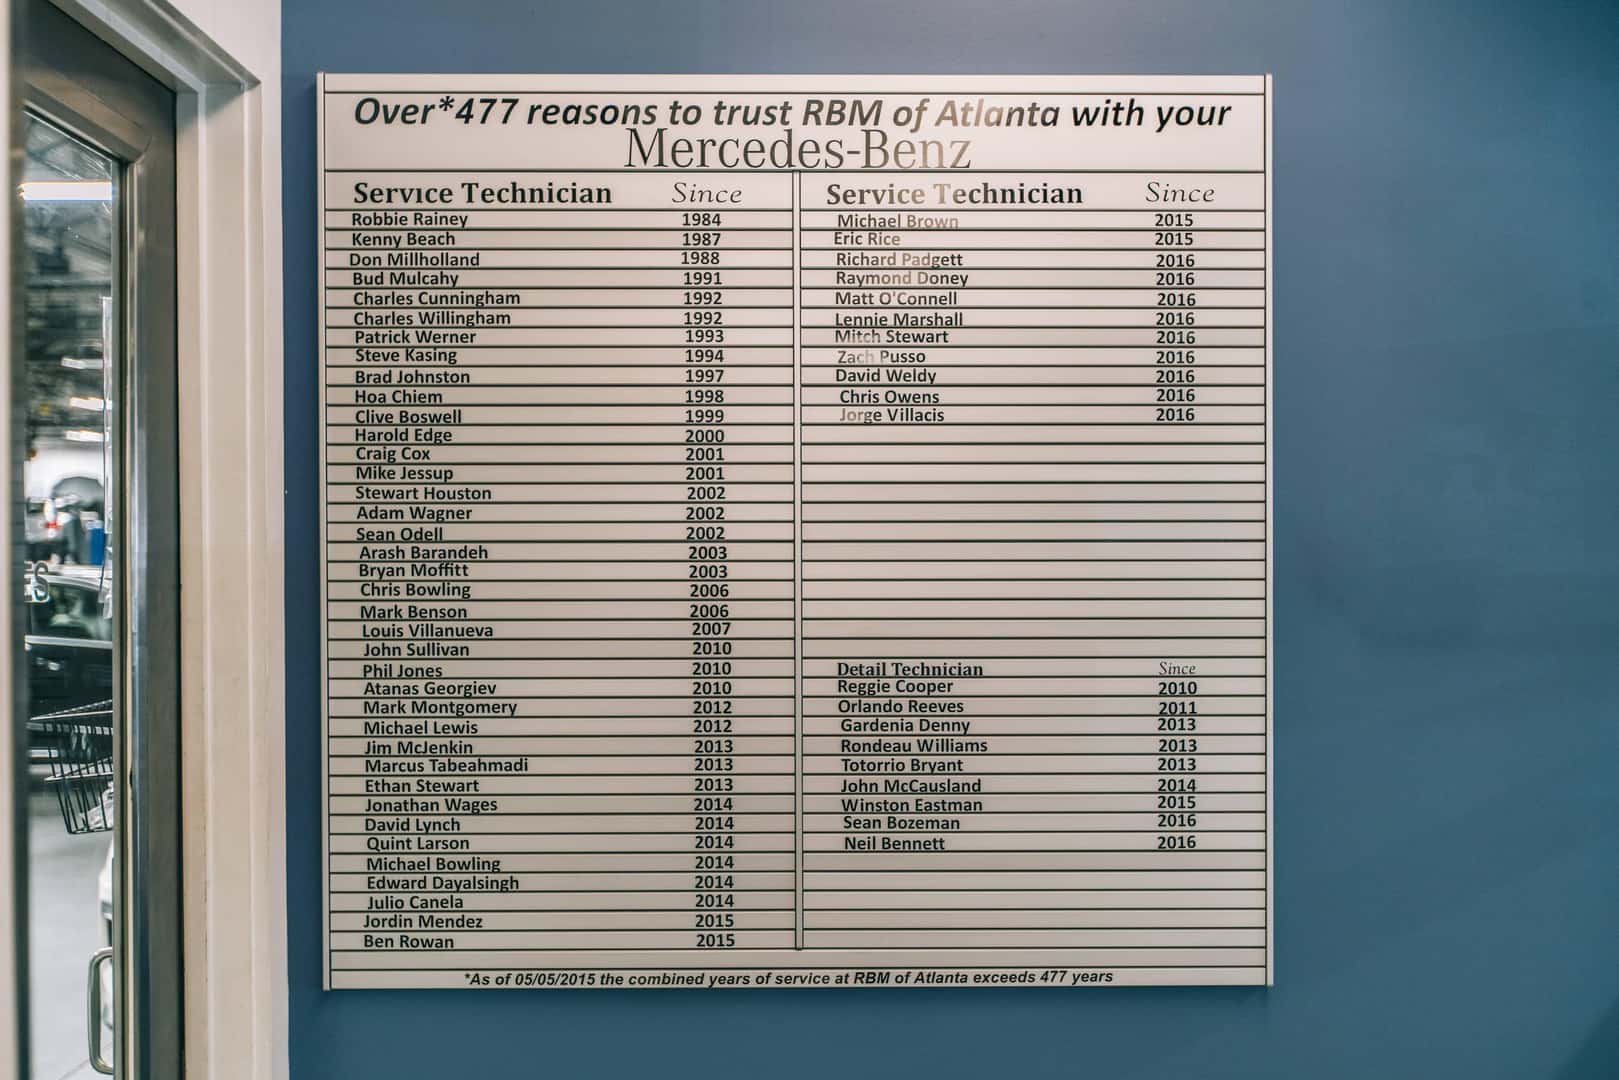 Over*477 reasons to trust RBM of Atlanta with your
Mercedes-Benz
Service Technician Since
Robbie Rainey 1984
Kenny Beach 1987
Don Millholland 1988
Bud Mulcahy 1991
Charles Cunningham 1992
Charles Willingham 1992
Patrick Werner 1993
Steve Kasing 1994
Brad Johnston 1997
Hoa Chiem 1998
Clive Boswell 1999
Harold Edge 2000
Craig Cox 2001
Mike Jessup 2001
Stewart Houston 2002
Adam Wagner 2002
Sean Odell 2002
Arash Barandeh 2003
Bryan Moffitt 2003
Chris Bowling 2006
Mark Benson 2006
Louis Villanueva 2007
John Sullivan 2010
Phil Jones 2010
Atanas Georgiev 2010
Mark Montgomery 2012
Michael Lewis 2012
Jim McJenkin 2013
Marcus Tabeahmadi 2013
Ethan Stewart 2013
Jonathan Wages 2014
David Lynch 2014
Quint Larson 2014
Michael Bowling 2014
Edward Dayalsingh 2014
Julio Canela 2014
Jordin Mendez 2015
Ben Rowan 2015
Service Technician Since
Michael Brown 2015
Eric Rice 2015
Richard Padgett 2016
Raymond Doney 2016
Matt O'Connell 2016
Lennie Marshall 2016
Mitch Stewart 2016
Zach Pusso 2016
David Weldy 2016
Chris Owens 2016
Jorge Villacis 2016
Detail Technician Since
Reggie Cooper 2010
Orlando Reeves 2011
Gardenia Denny 2013
Rondeau Williams 2013
Totorrio Bryant 2013
John McCausland 2014
Winston Eastman 2015
Sean Bozeman 2016
Neil Bennett 2016
*As of 05/05/2015 the combined years of service at RBM of Atlanta exceeds 477 years